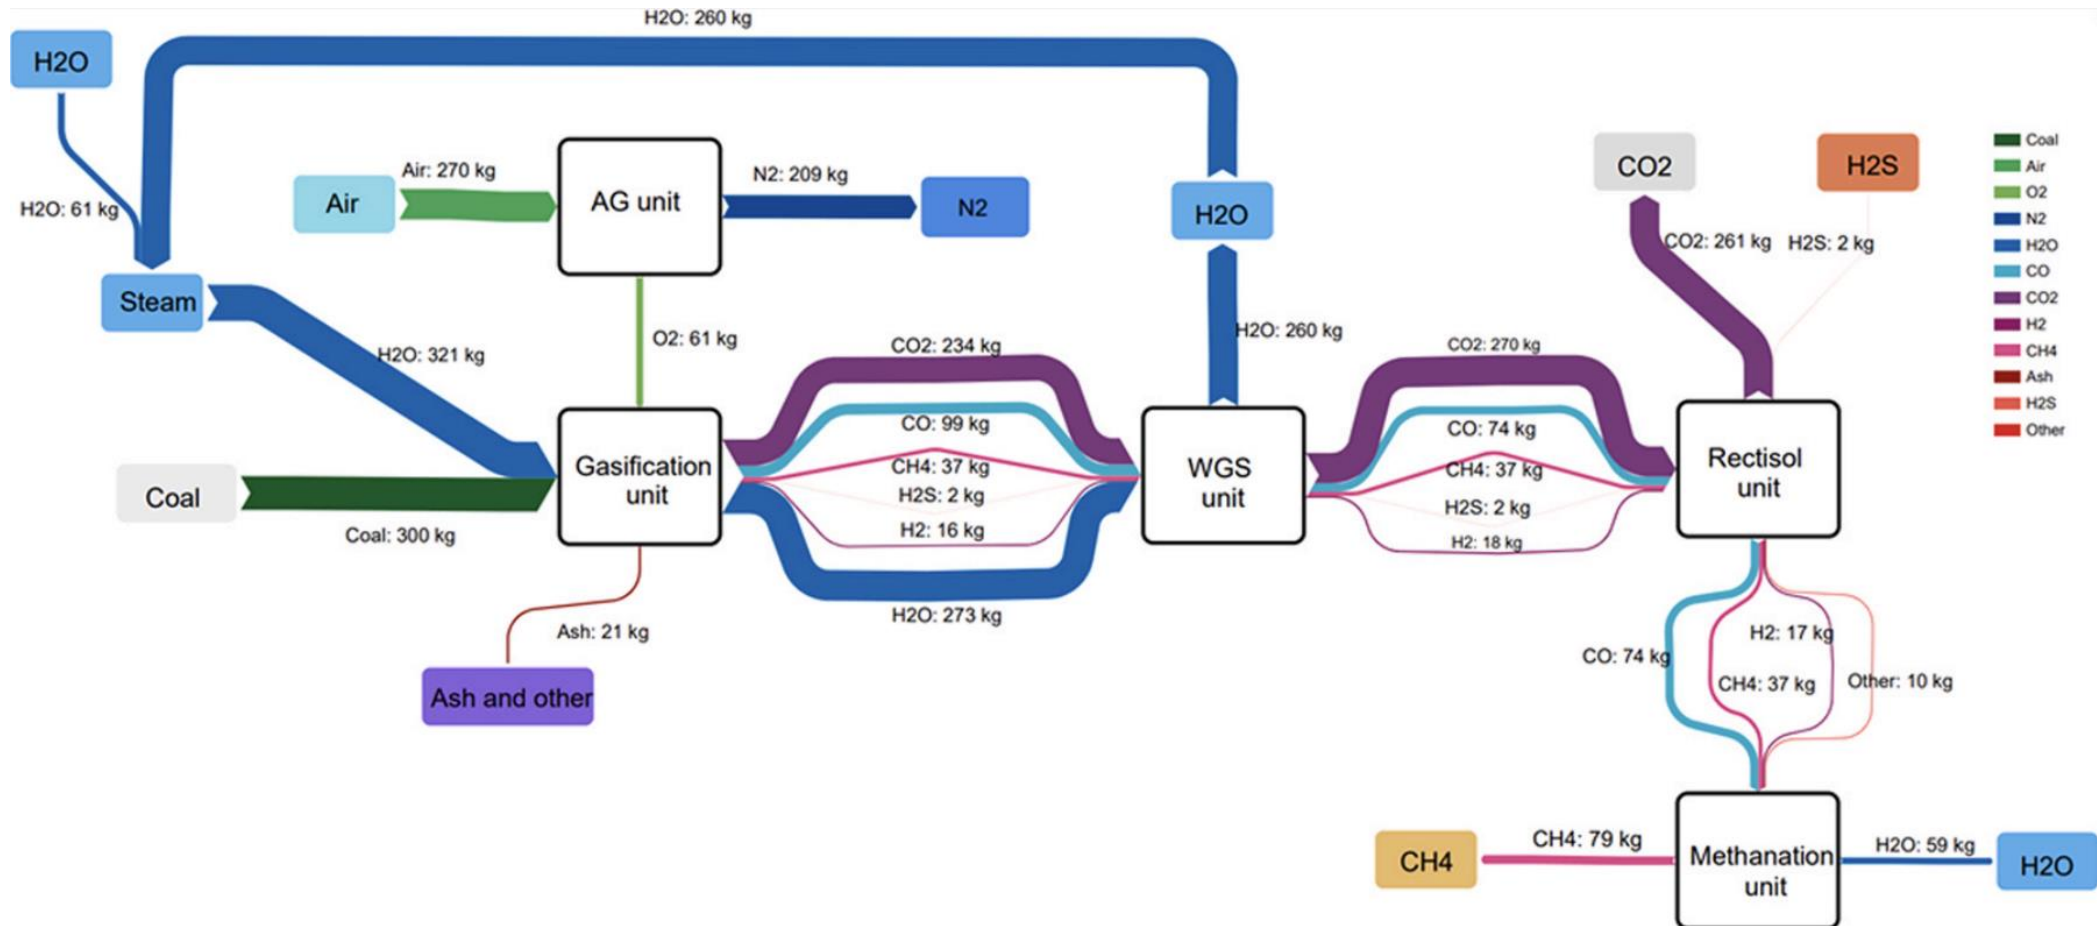 H2O: 260 kg
H2O
H2O: 61 kg
Steam
Air
Air: 270 kg
AG unit
N2: 209 kg
N2
O2: 61 kg
H2O: 321 kg
Coal
Coal: 300 kg
Gasification
unit
Ash: 21 kg
Ash and other
CO2: 234 kg
CO: 99 kg
CH4: 37 kg
H2S: 2 kg
H2: 16 kg
H2O: 273 kg
H2O
H2O: 260 kg
WGS
unit
CO2: 270 kg
CO: 74 kg
CH4: 37 kg
H2S: 2 kg
H2: 18 kg
CO2
H2S
CO2: 261 kg
H2S: 2 kg
Rectisol
unit
CO: 74 kg
H2: 17 kg
CH4: 37 kg
Other: 10 kg
CH4
CH4: 79 kg
Methanation
unit
H2O: 59 kg
H2O
Coal
Air
O2
N2
H2O
CO
CO2
H2
CH4
Ash
H2S
Other